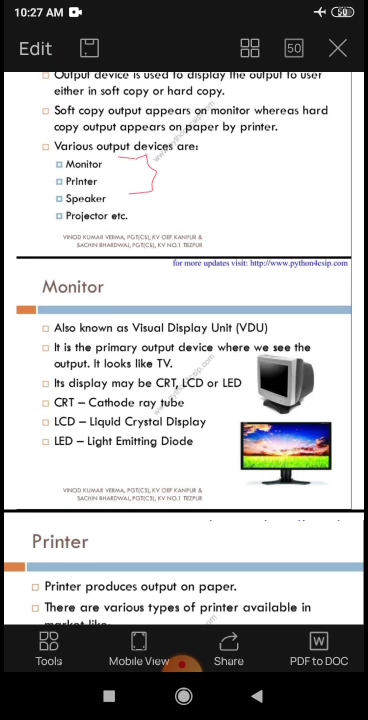 10:27 AM
50
Edit
50
Output device is used to display the output to user
either in soft copy or hard copy.
Soft copy output appears on monitor whereas hard
copy output appears on paper by printer.
Various output devices are:
Monitor
Printer
Speaker
Projector etc.
VINOD KUMAR VERMA, PGT(CS), KV OEF KANPUR &
SACHIN BHARDWAJ, PGT(CS), KV NO.1 TEZPUR
for more updates visit: http://www.python4csip.com
Monitor
Also known as Visual Display Unit (VDU)
It is the primary output device where we see the
output. It looks like TV.
Its display may be CRT, LCD or LED
CRT – Cathode ray tube
LCD – Liquid Crystal Display
LED – Light Emitting Diode
VINOD KUMAR VERMA, PGT(CS), KV OEF KANPUR &
SACHIN BHARDWAJ, PGT(CS), KV NO.1 TEZPUR
Printer
Printer produces output on paper.
There are various types of printer available in
market like:
Tools
Mobile View
Share
W
PDF to DOC